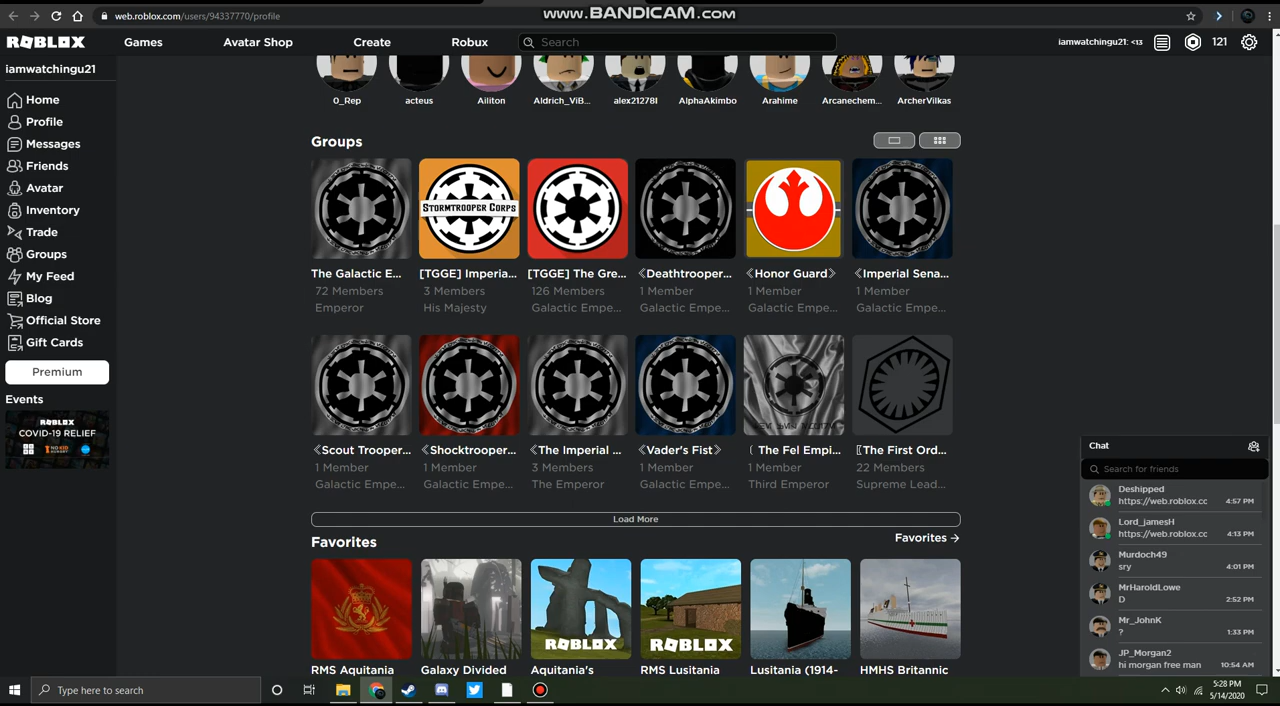 www.BANDICAM.com
web.roblox.com/users/94337770/profile
ROBLOX
Games
Avatar Shop
Create
Robux
Search
iamwatchingu21: <13
121
iamwatchingu21
Home
Profile
Messages
Friends
Avatar
Inventory
Trade
Groups
My Feed
Blog
Official Store
Gift Cards
Premium
Events
ROBLOX
COVID-19 RELIEF
NO KID HUNGRY
0_Rep
acteus
Ailiton
Aldrich_ViB...
alex21278I
AlphaAkimbo
Arahime
Arcanechem...
ArcherVilkas
Groups
STORMTROOPER CORPS
The Galactic E...
72 Members
Emperor
[TGGE] Imperia...
3 Members
His Majesty
[TGGE] The Gre...
126 Members
Galactic Empe...
《Deathtrooper...
1 Member
Galactic Empe...
《Honor Guard》
1 Member
Galactic Empe...
《Imperial Sena...
1 Member
Galactic Empe...
《Scout Trooper...
1 Member
Galactic Empe...
《Shocktrooper...
1 Member
Galactic Empe...
《The Imperial ...
3 Members
The Emperor
《Vader's Fist》
1 Member
Galactic Empe...
〔 The Fel Empi...
1 Member
Third Emperor
〖The First Ord...
22 Members
Supreme Lead...
Load More
Favorites
Favorites →
ROBLOX
ROBLOX
RMS Aquitania
Galaxy Divided
Aquitania's
RMS Lusitania
Lusitania (1914-
HMHS Britannic
Chat
Search for friends
Deshipped
https://web.roblox.cc
4:57 PM
Lord_jamesH
https://web.roblox.cc
4:13 PM
Murdoch49
sry
4:01 PM
MrHaroldLowe
D
2:52 PM
Mr_JohnK
?
1:33 PM
JP_Morgan2
hi morgan free man
10:54 AM
Type here to search
5:28 PM
5/14/2020